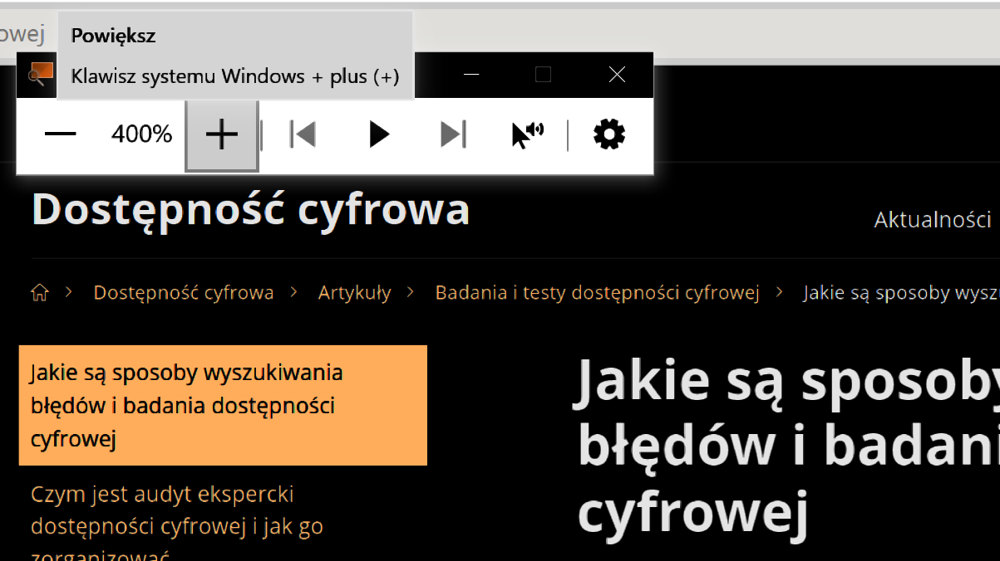 owej
Powiększ
Klawisz systemu Windows + plus (+)
400%
Dostępność cyfrowa
Aktualności
Dostępność cyfrowa > Artykuły > Badania i testy dostępności cyfrowej > Jakie są sposoby wysz
Jakie są sposoby wyszukiwania
błędów i badania dostępności
cyfrowej
Czym jest audyt ekspercki
dostępności cyfrowej i jak go
zorganizować
Jakie są sposoby
błędów i badani
cyfrowej